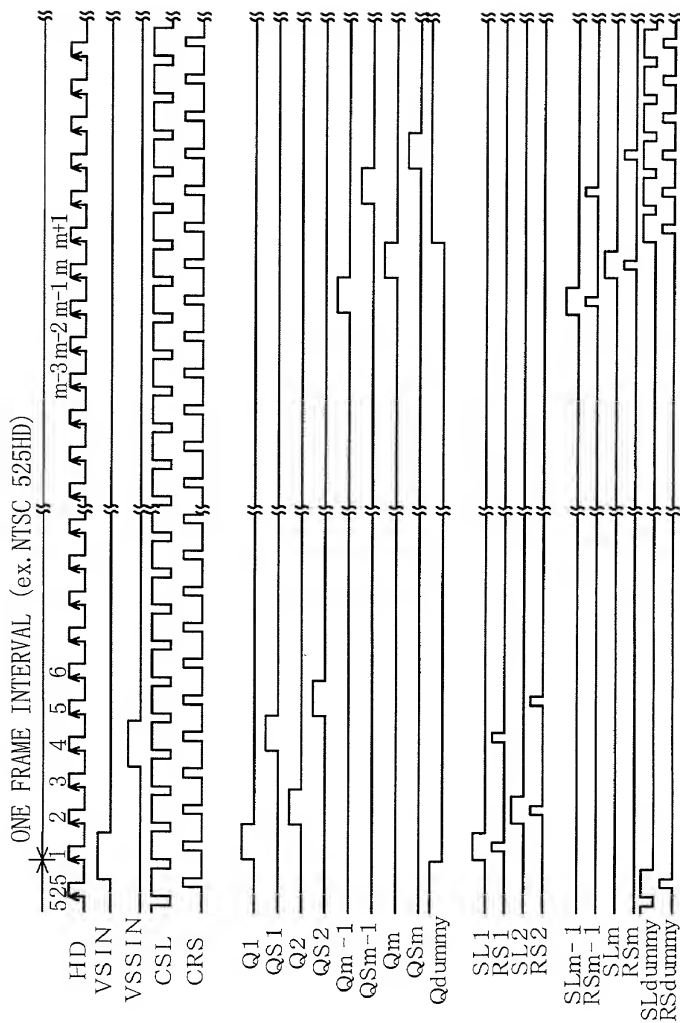 ONE FRAME INTERVAL (ex. NTSC 525HD)
525 1 2 3 4 5 6 m-3 m-2 m-1 m m+1
HD
VSIN
VSSIN
CSL
CRS
Q1
QS1
Q2
QS2
Qm-1
QSm-1
Qm
QSm
Qdummy
SL1
RS1
SL2
RS2
SLm-1
RSm-1
SLm
RSm
SLdummy
RSdummy